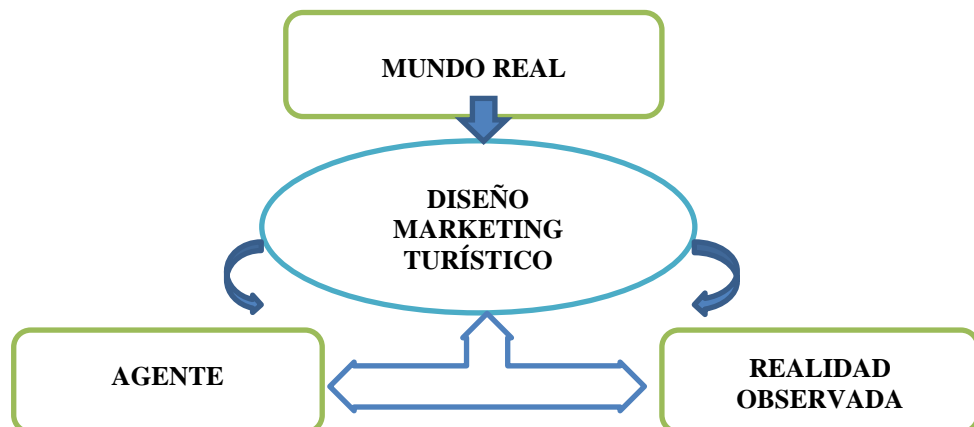 MUNDO REAL
DISEÑO
MARKETING
TURÍSTICO
AGENTE
REALIDAD
OBSERVADA